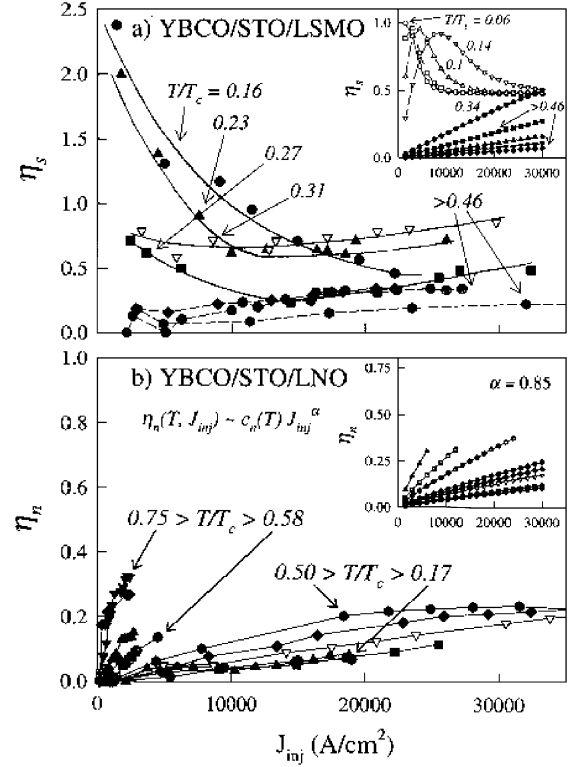 a) YBCO/STO/LSMO
T/Tc = 0.16
0.23
0.27
0.31
>0.46
ηs
2.5
2.0
1.5
1.0
0.5
0.0
T/Tc = 0.06
0.14
0.1
0.34
>0.46
ηs
1.0
0.5
0.0
10000 20000 30000
b) YBCO/STO/LNO
ηn(T, Jinj) ~ cn(T) Jinj^α
0.75 > T/Tc > 0.58
0.50 > T/Tc > 0.17
ηn
1.0
0.8
0.6
0.4
0.2
0.0
α = 0.85
ηn
0.75
0.50
0.25
0.00
10000 20000 30000
0 10000 20000 30000
Jinj (A/cm²)